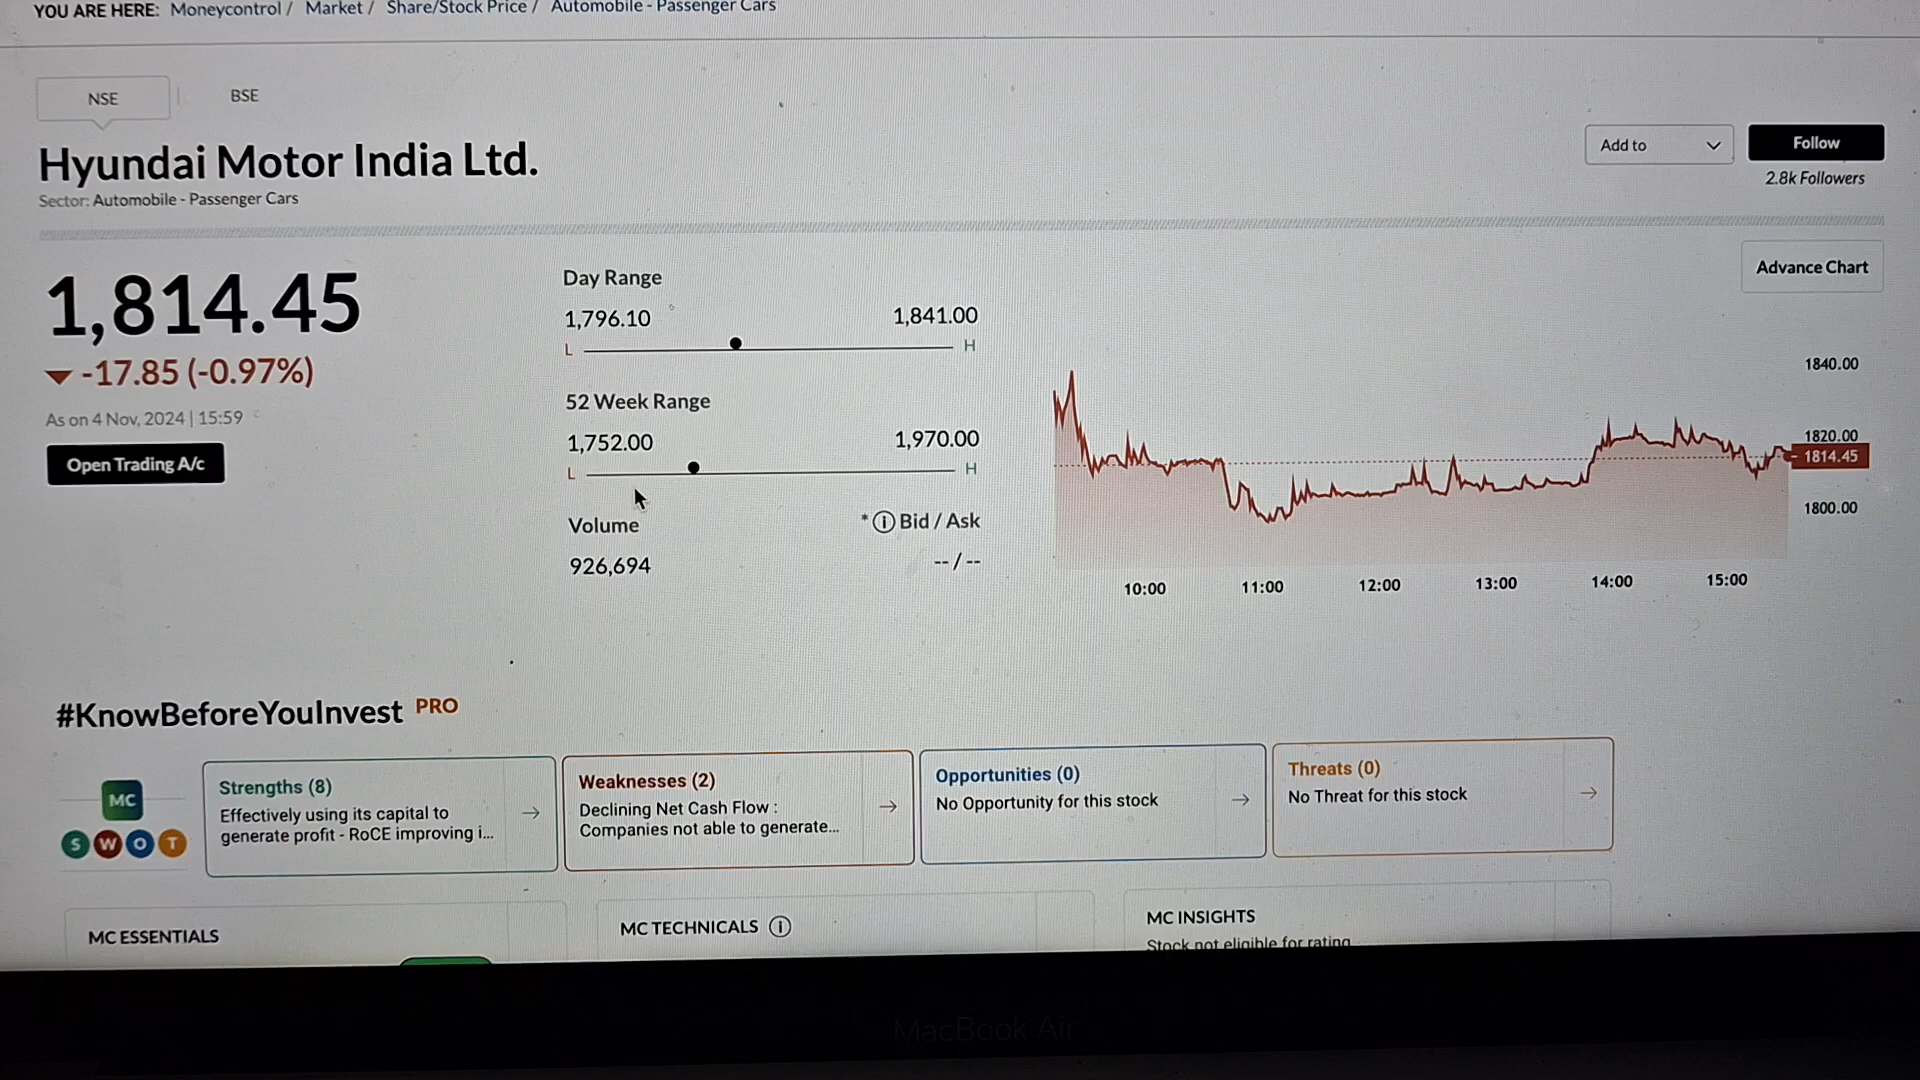 YOU ARE HERE: Moneycontrol / Market / Share/Stock Price / Automobile - Passenger Cars
NSE
BSE
Hyundai Motor India Ltd.
Sector: Automobile - Passenger Cars
Add to
Follow
2.8k Followers
Advance Chart
1,814.45
-17.85 (-0.97%)
As on 4 Nov, 2024 | 15:59
Open Trading A/c
Day Range
1,796.10 1,841.00
L H
52 Week Range
1,752.00 1,970.00
L H
Volume
* i Bid / Ask
926,694
-- / --
1840.00
1820.00
1814.45
1800.00
10:00 11:00 12:00 13:00 14:00 15:00
#KnowBeforeYouInvest PRO
MC
S W O T
Strengths (8)
Effectively using its capital to
generate profit - RoCE improving i...
Weaknesses (2)
Declining Net Cash Flow :
Companies not able to generate...
Opportunities (0)
No Opportunity for this stock
Threats (0)
No Threat for this stock
MC ESSENTIALS
MC TECHNICALS i
MC INSIGHTS
Stock not eligible for rating
MacBook Air